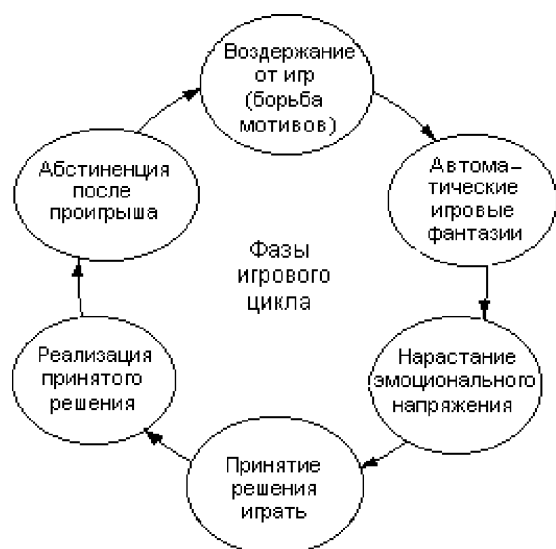 Воздержание
от игр
(борьба
мотивов)
Автома-
тические
игровые
фантазии
Нарастание
эмоционального
напряжения
Принятие
решения
играть
Реализация
принятого
решения
Абстиненция
после
проигрыша
Фазы
игрового
цикла